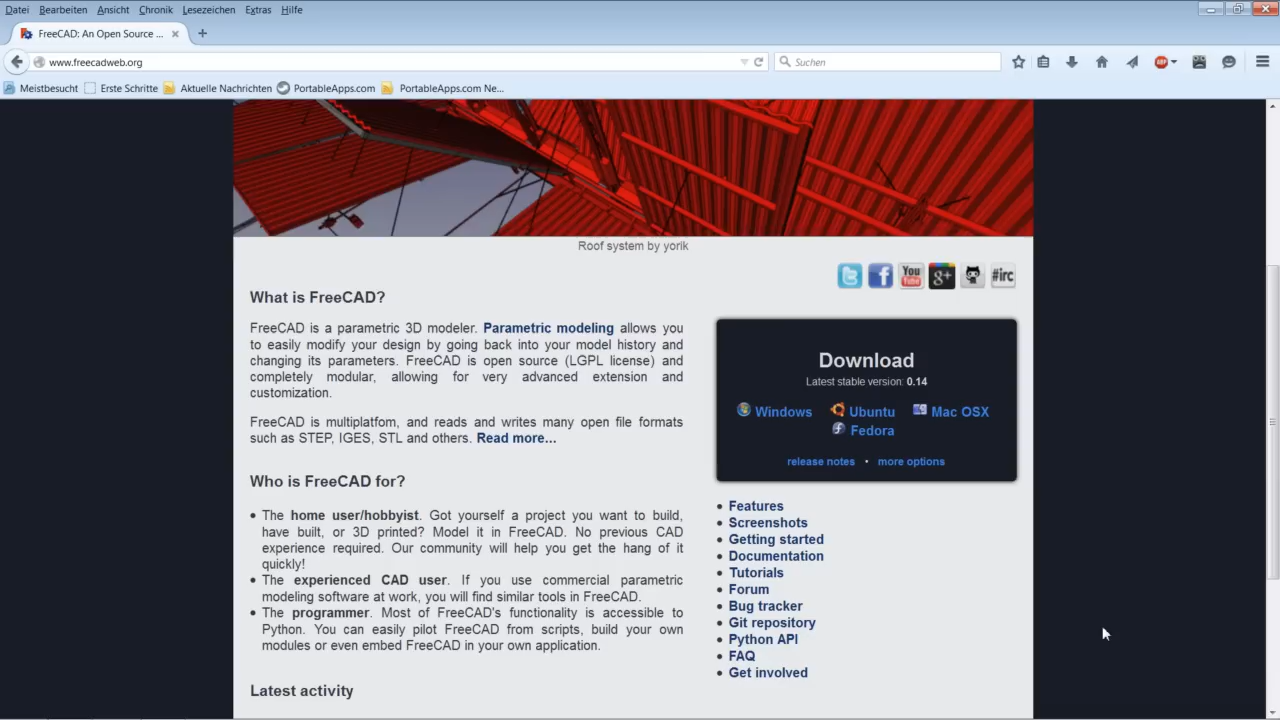 Datei Bearbeiten Ansicht Chronik Lesezeichen Extras Hilfe
FreeCAD: An Open Source ...
www.freecadweb.org
Suchen
ABP
Meistbesucht Erste Schritte Aktuelle Nachrichten PortableApps.com PortableApps.com Ne...
Roof system by yorik
You Tube g+ #irc
What is FreeCAD?
FreeCAD is a parametric 3D modeler. Parametric modeling allows you
to easily modify your design by going back into your model history and
changing its parameters. FreeCAD is open source (LGPL license) and
completely modular, allowing for very advanced extension and
customization.
FreeCAD is multiplatfom, and reads and writes many open file formats
such as STEP, IGES, STL and others. Read more...
Who is FreeCAD for?
• The home user/hobbyist. Got yourself a project you want to build,
have built, or 3D printed? Model it in FreeCAD. No previous CAD
experience required. Our community will help you get the hang of it
quickly!
• The experienced CAD user. If you use commercial parametric
modeling software at work, you will find similar tools in FreeCAD.
• The programmer. Most of FreeCAD's functionality is accessible to
Python. You can easily pilot FreeCAD from scripts, build your own
modules or even embed FreeCAD in your own application.
Latest activity
Download
Latest stable version: 0.14
Windows Ubuntu Mac OSX
Fedora
release notes • more options
• Features
• Screenshots
• Getting started
• Documentation
• Tutorials
• Forum
• Bug tracker
• Git repository
• Python API
• FAQ
• Get involved